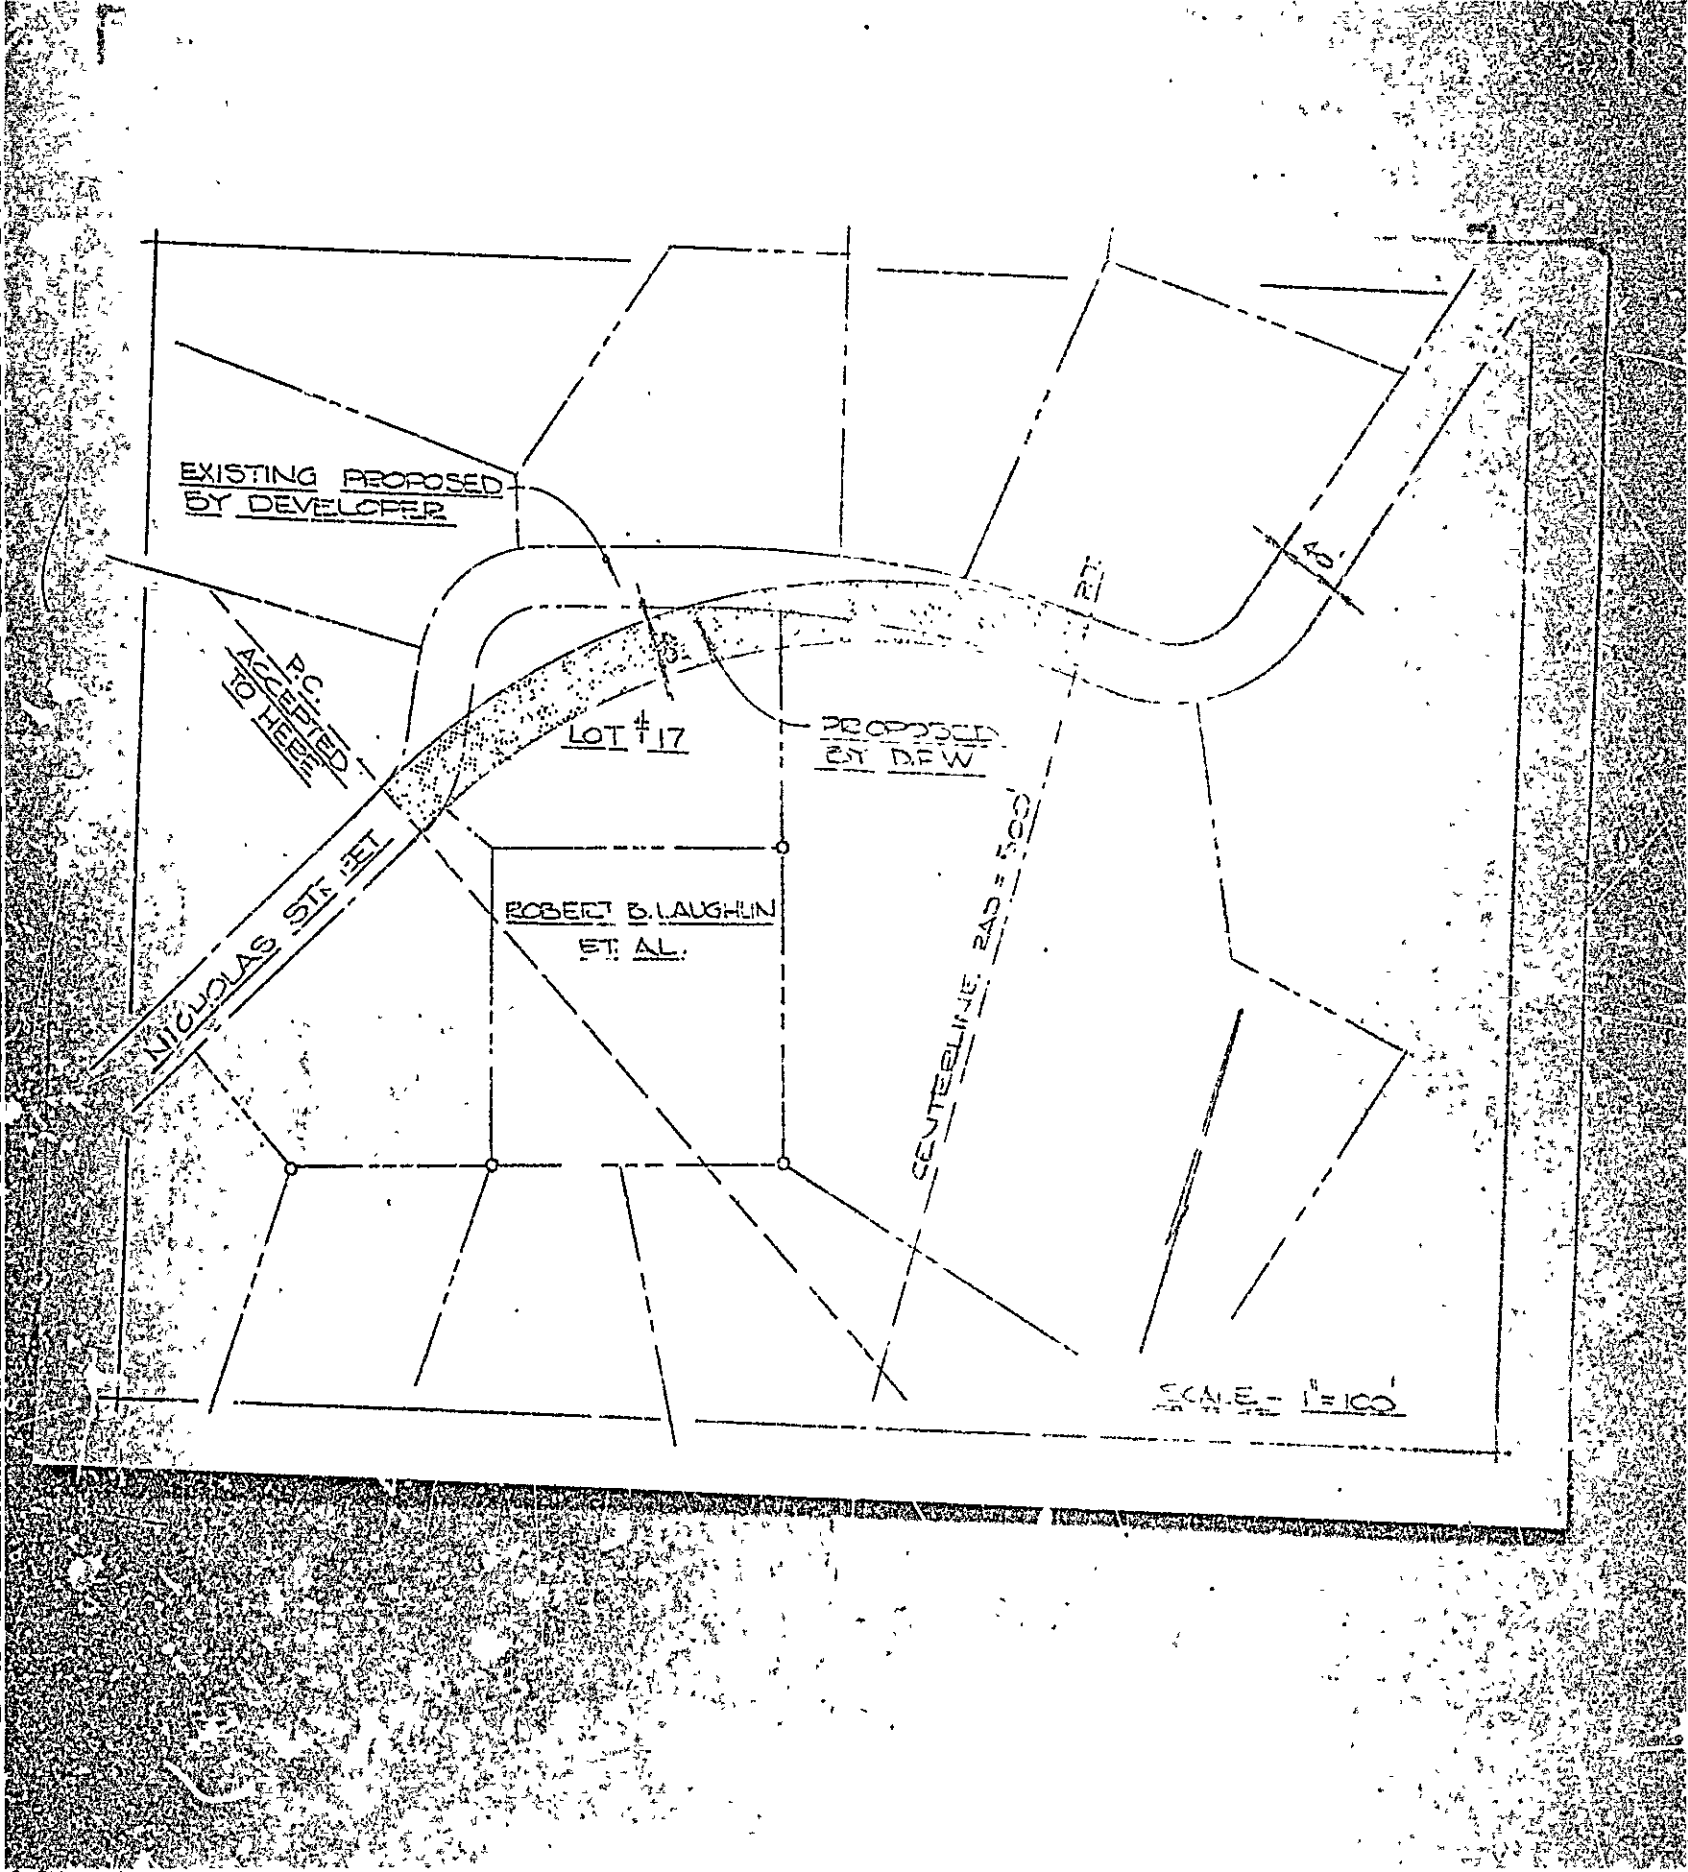 EXISTING PROPOSED
BY DEVELOPER
40'
P.T.
P.C.
ACCEPTED
TO HERE
LOT # 17
PROPOSED
BY D.F.W
NICHOLAS STREET
ROBERT B. LAUGHLIN
ET. AL.
CENTERLINE RAD = 500'
SCALE - 1" = 100'